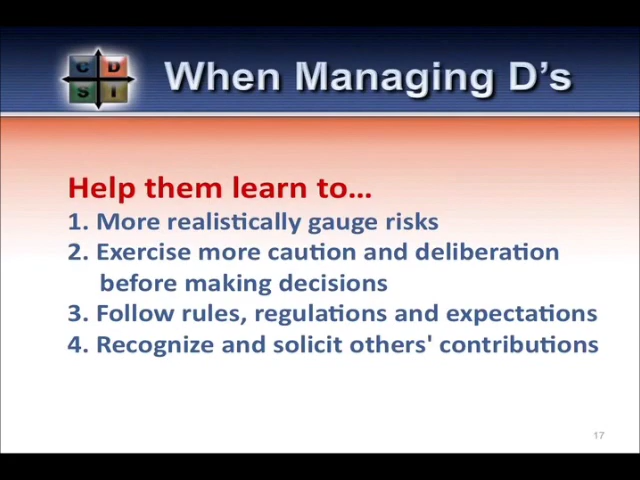 C D
S I
When Managing D's
Help them learn to...
1. More realistically gauge risks
2. Exercise more caution and deliberation
before making decisions
3. Follow rules, regulations and expectations
4. Recognize and solicit others' contributions
17